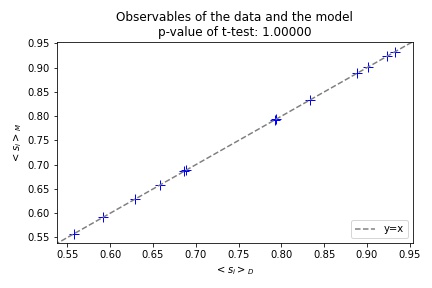 Observables of the data and the model
p-value of t-test: 1.00000
0.95
0.90
0.85
0.80
0.75
0.70
0.65
0.60
0.55
< s_i >_M
y=x
0.55 0.60 0.65 0.70 0.75 0.80 0.85 0.90 0.95
< s_i >_D